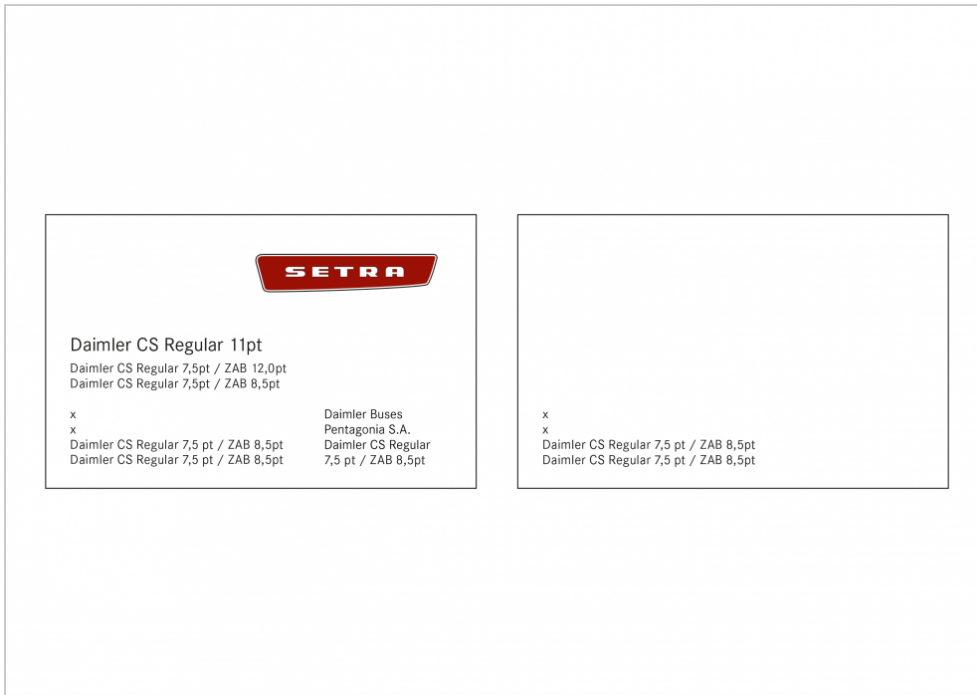 SETRA
Daimler CS Regular 11pt
Daimler CS Regular 7,5pt / ZAB 12,0pt
Daimler CS Regular 7,5pt / ZAB 8,5pt
x
x
Daimler CS Regular 7,5 pt / ZAB 8,5pt
Daimler CS Regular 7,5 pt / ZAB 8,5pt
Daimler Buses
Pentagonia S.A.
Daimler CS Regular
7,5 pt / ZAB 8,5pt
x
x
Daimler CS Regular 7,5 pt / ZAB 8,5pt
Daimler CS Regular 7,5 pt / ZAB 8,5pt